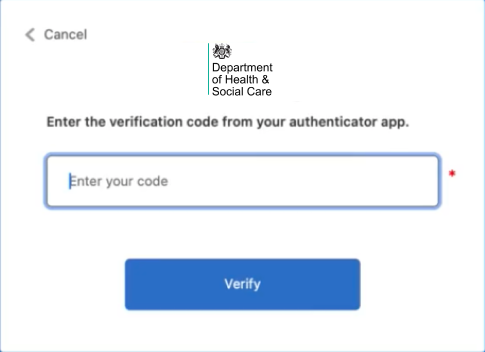 Cancel
Department
of Health &
Social Care
Enter the verification code from your authenticator app.
Enter your code
*
Verify